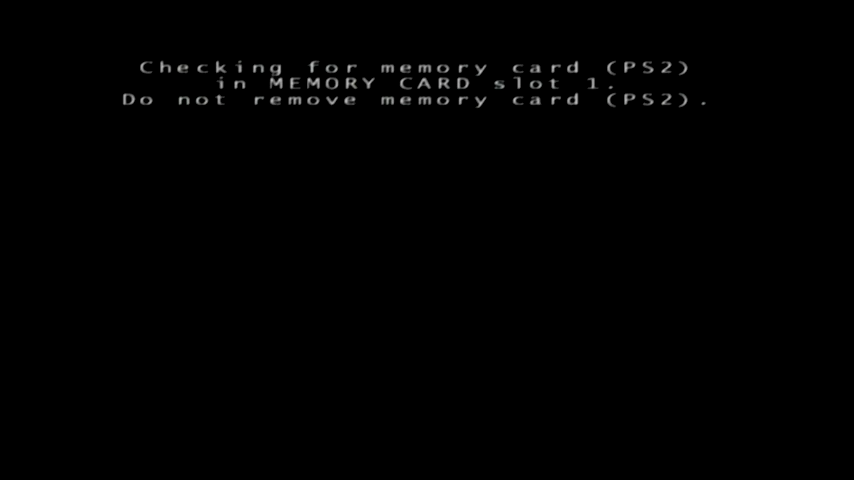 Checking for memory card (PS2)
in MEMORY CARD slot 1.
Do not remove memory card (PS2).